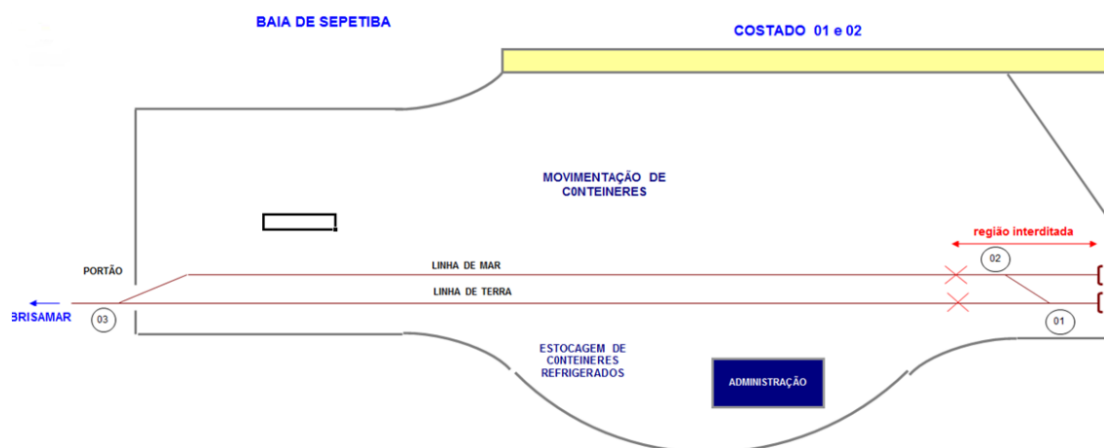 BAIA DE SEPETIBA
COSTADO 01 e 02
MOVIMENTAÇÃO DE
C0NTEINERES
região interditada
02
PORTÃO
LINHA DE MAR
LINHA DE TERRA
BRISAMAR
03
01
ESTOCAGEM DE
C0NTEINERES
REFRIGERADOS
ADMINISTRAÇÃO